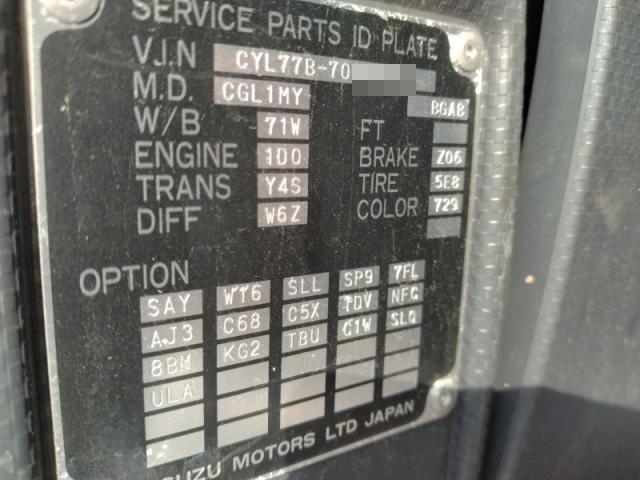 SERVICE PARTS ID PLATE
V.I.N CYL77B-70
M.D. CGL1MY BGAB
W/B 71W FT
ENGINE 1D0 BRAKE Z06
TRANS Y4S TIRE 5E8
DIFF W6Z COLOR 729
OPTION
SAY WT6 SLL SP9 7FL
AJ3 C68 C5X TDV NFC
8BM KG2 TBU C1W SLQ
ULA
UZU MOTORS LTD JAPAN